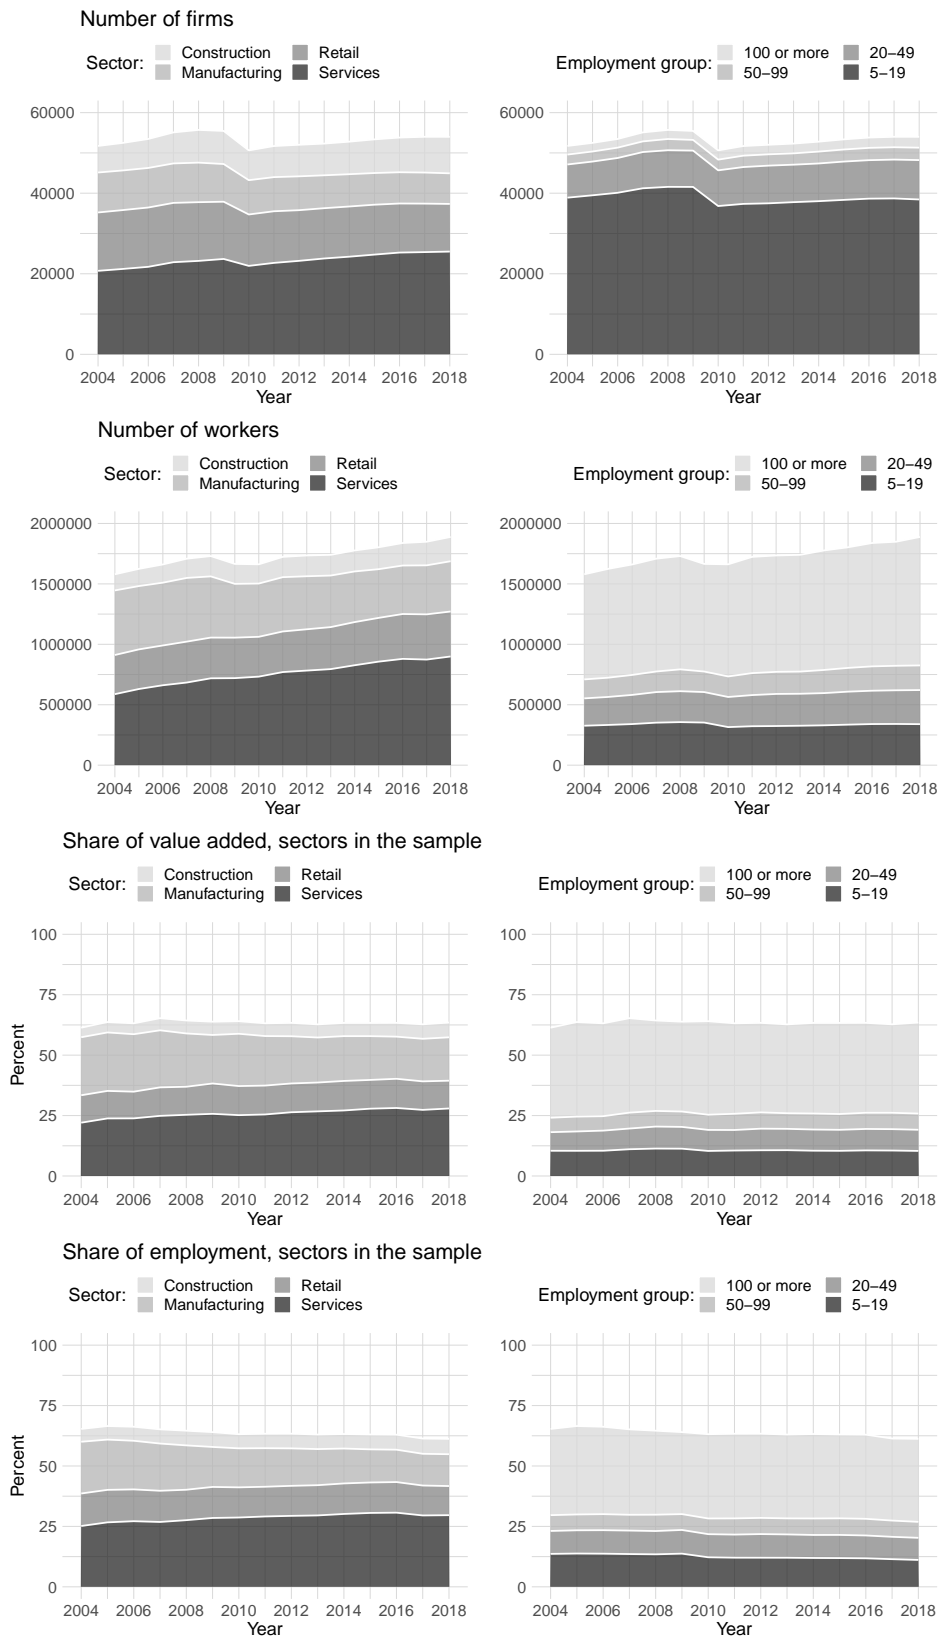 Number of firms
Sector: Construction Retail
Manufacturing Services
Employment group: 100 or more 20−49
50−99 5−19
60000
40000
20000
0
2004 2006 2008 2010 2012 2014 2016 2018
Year
60000
40000
20000
0
2004 2006 2008 2010 2012 2014 2016 2018
Year
Number of workers
Sector: Construction Retail
Manufacturing Services
Employment group: 100 or more 20−49
50−99 5−19
2000000
1500000
1000000
500000
0
2004 2006 2008 2010 2012 2014 2016 2018
Year
2000000
1500000
1000000
500000
0
2004 2006 2008 2010 2012 2014 2016 2018
Year
Share of value added, sectors in the sample
Sector: Construction Retail
Manufacturing Services
Employment group: 100 or more 20−49
50−99 5−19
Percent
100
75
50
25
0
2004 2006 2008 2010 2012 2014 2016 2018
Year
100
75
50
25
0
2004 2006 2008 2010 2012 2014 2016 2018
Year
Share of employment, sectors in the sample
Sector: Construction Retail
Manufacturing Services
Employment group: 100 or more 20−49
50−99 5−19
Percent
100
75
50
25
0
2004 2006 2008 2010 2012 2014 2016 2018
Year
100
75
50
25
0
2004 2006 2008 2010 2012 2014 2016 2018
Year